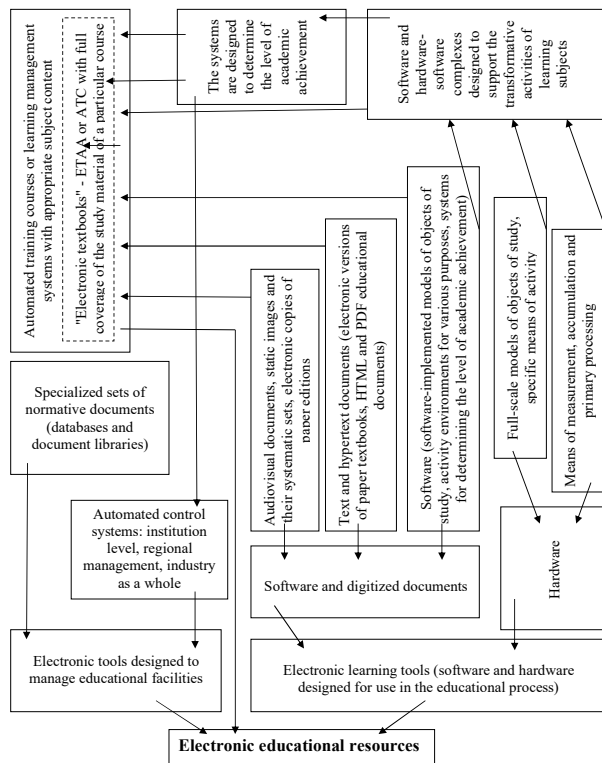 Automated training courses or learning management
systems with appropriate subject content
"Electronic textbooks" - ETAA or ATC with full
coverage of the study material of a particular course
The systems
are designed
to determine
the level of
academic
achievement
Software and
hardware-
software
complexes
designed to
support the
transformative
activities of
learning
subjects
Specialized sets of
normative documents
(databases and
document libraries)
Audiovisual documents, static images and
their systematic sets, electronic copies of
paper editions
Text and hypertext documents (electronic versions
of paper textbooks, HTML and PDF educational
documents)
Software (software-implemented models of objects of
study, activity environments for various purposes, systems
for determining the level of academic achievement)
Full-scale models of objects of study,
specific means of activity
Means of measurement, accumulation and
primary processing
Automated control
systems: institution
level, regional
management, industry
as a whole
Software and digitized documents
Hardware
Electronic tools designed to
manage educational facilities
Electronic learning tools (software and hardware
designed for use in the educational process)
Electronic educational resources